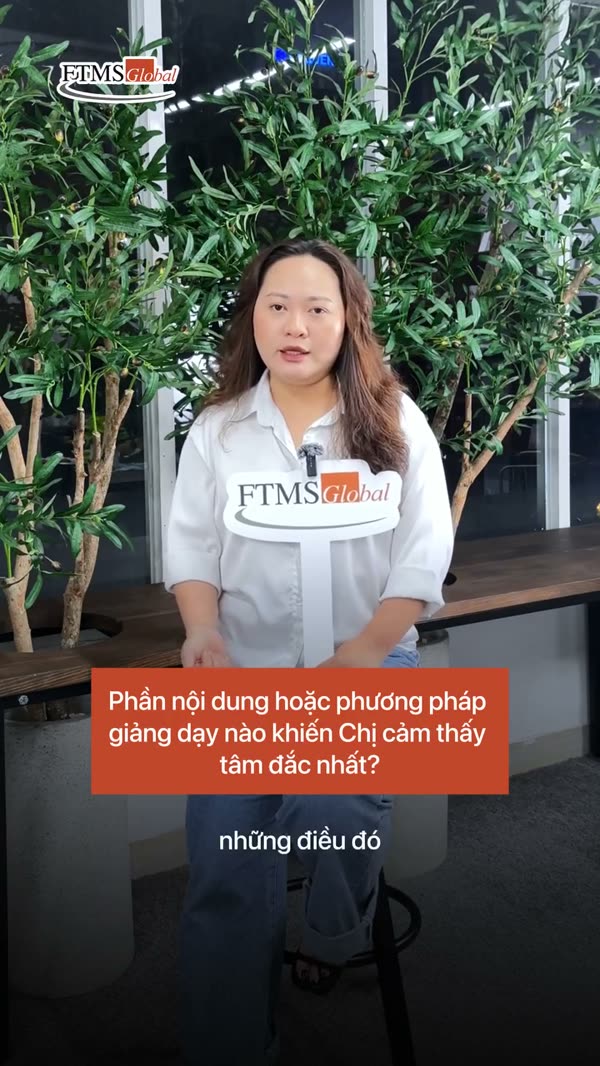 FTMS Global
FTMS Global
Phần nội dung hoặc phương pháp
giảng dạy nào khiến Chị cảm thấy
tâm đắc nhất?
những điều đó